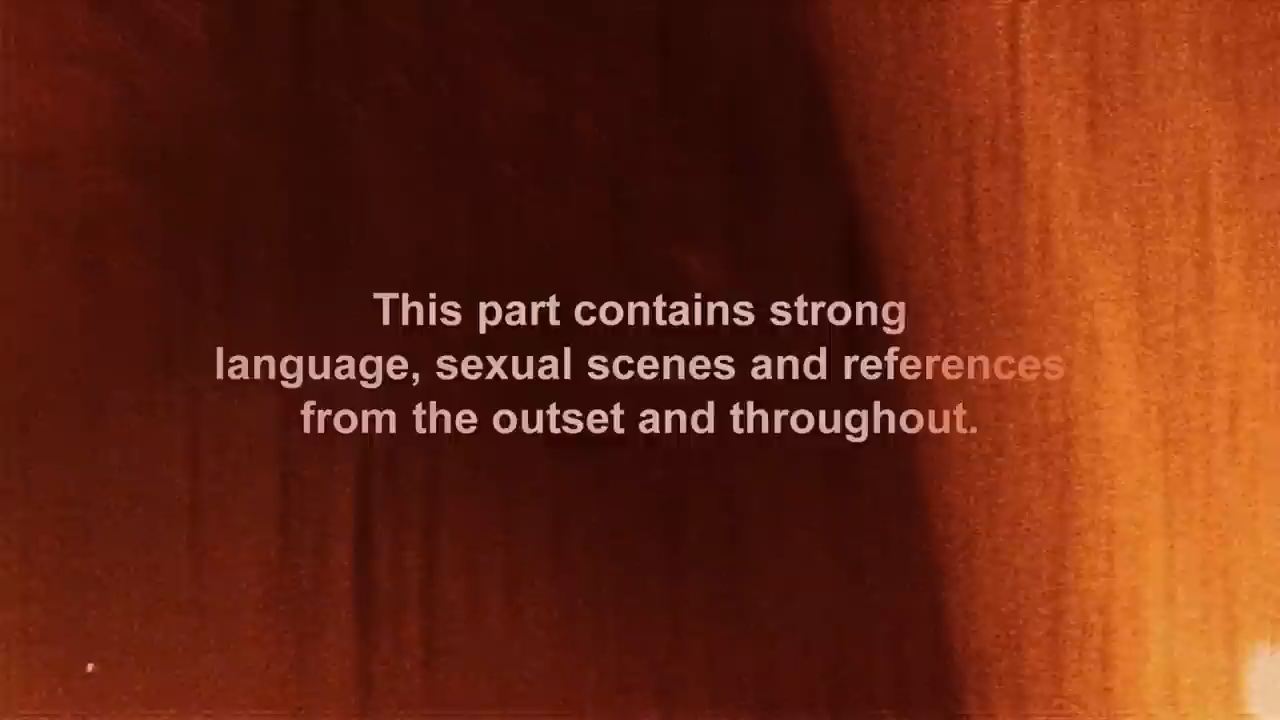 This part contains strong
language, sexual scenes and references
from the outset and throughout.